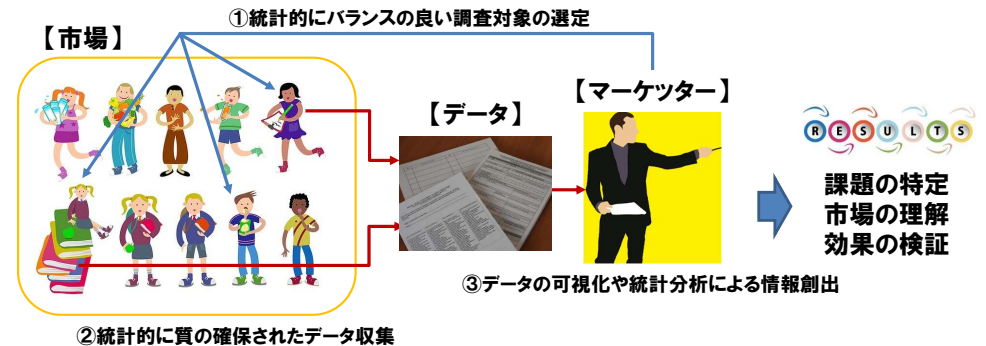 ①統計的にバランスの良い調査対象の選定
【市場】
【データ】
【マーケッター】
RESULTS
課題の特定
市場の理解
効果の検証
③データの可視化や統計分析による情報創出
②統計的に質の確保されたデータ収集